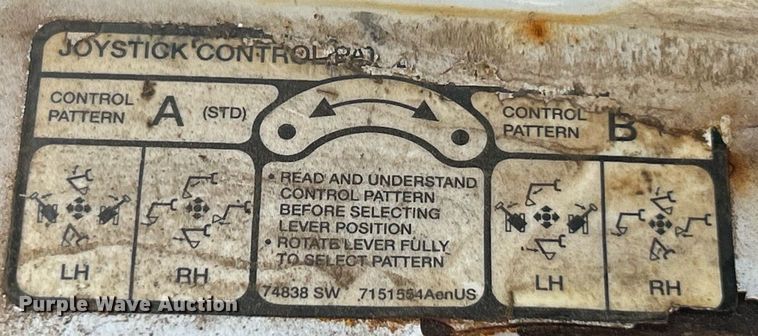 JOYSTICK CONTROL
CONTROL
PATTERN A (STD)
CONTROL
PATTERN B
• READ AND UNDERSTAND
CONTROL PATTERN
BEFORE SELECTING
LEVER POSITION
• ROTATE LEVER FULLY
TO SELECT PATTERN
LH
RH
LH
RH
74838 SW 7151554AenUS
Purple Wave Auction